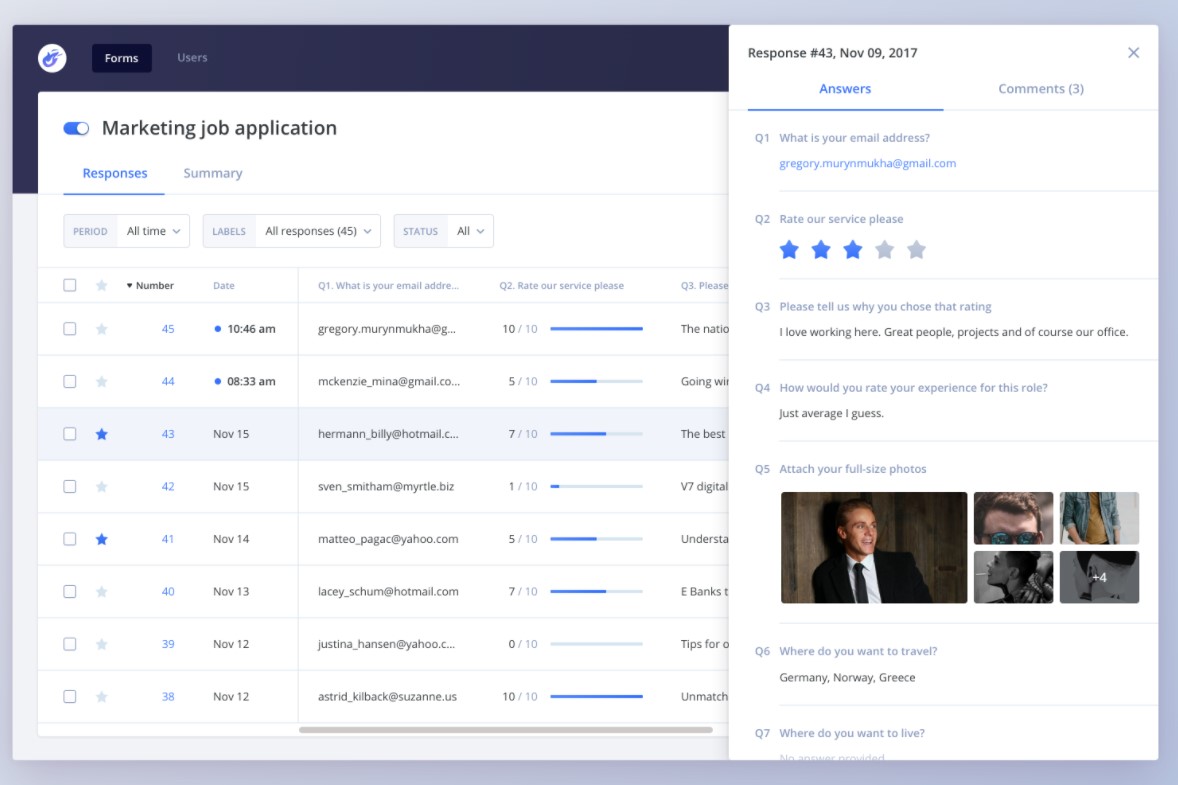 Forms
Users
Marketing job application
Responses
Summary
PERIOD All time
LABELS All responses (45)
STATUS All
Number Date Q1. What is your email addre... Q2. Rate our service please Q3. Please
45 10:46 am gregory.murynmukha@g... 10 / 10 The natio
44 08:33 am mckenzie_mina@gmail.co... 5 / 10 Going wi
43 Nov 15 hermann_billy@hotmail.c... 7 / 10 The best
42 Nov 15 sven_smitham@myrtle.biz 1 / 10 V7 digital
41 Nov 14 matteo_pagac@yahoo.com 5 / 10 Understa
40 Nov 13 lacey_schum@hotmail.com 7 / 10 E Banks t
39 Nov 12 justina_hansen@yahoo.c... 0 / 10 Tips for o
38 Nov 12 astrid_kilback@suzanne.us 10 / 10 Unmatch
Response #43, Nov 09, 2017
Answers
Comments (3)
Q1 What is your email address?
gregory.murynmukha@gmail.com
Q2 Rate our service please
Q3 Please tell us why you chose that rating
I love working here. Great people, projects and of course our office.
Q4 How would you rate your experience for this role?
Just average I guess.
Q5 Attach your full-size photos
+4
Q6 Where do you want to travel?
Germany, Norway, Greece
Q7 Where do you want to live?
No answer provided